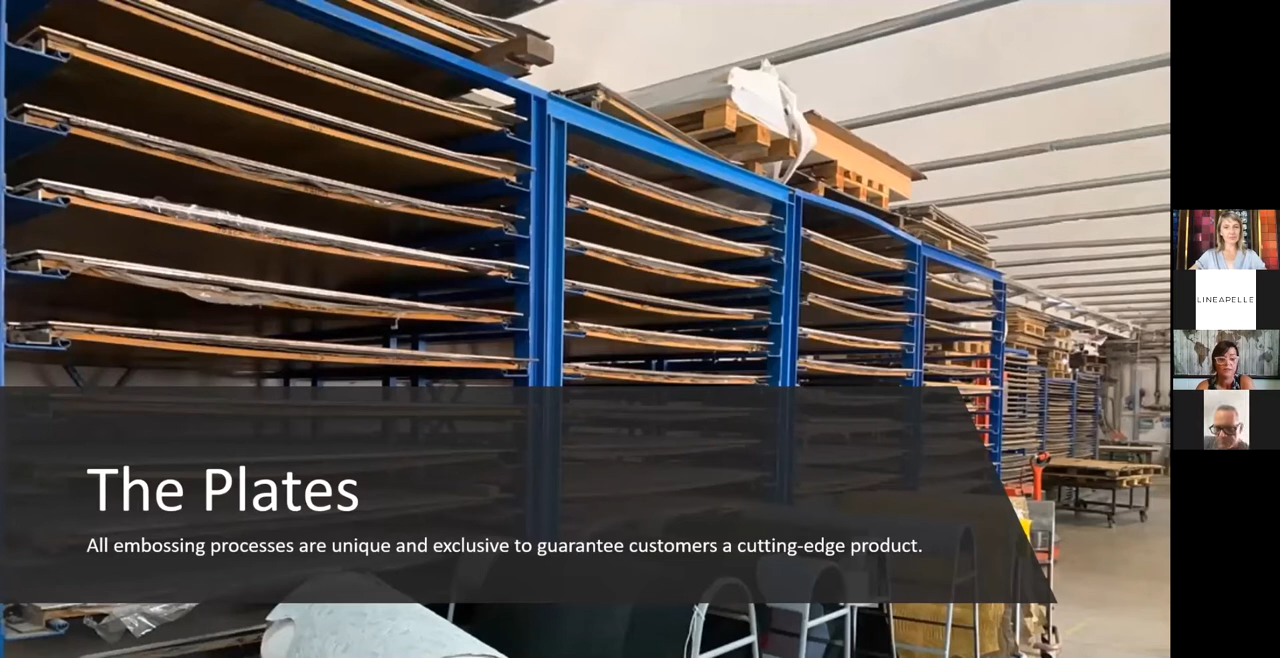 The Plates
All embossing processes are unique and exclusive to guarantee customers a cutting-edge product.
LINEAPELLE